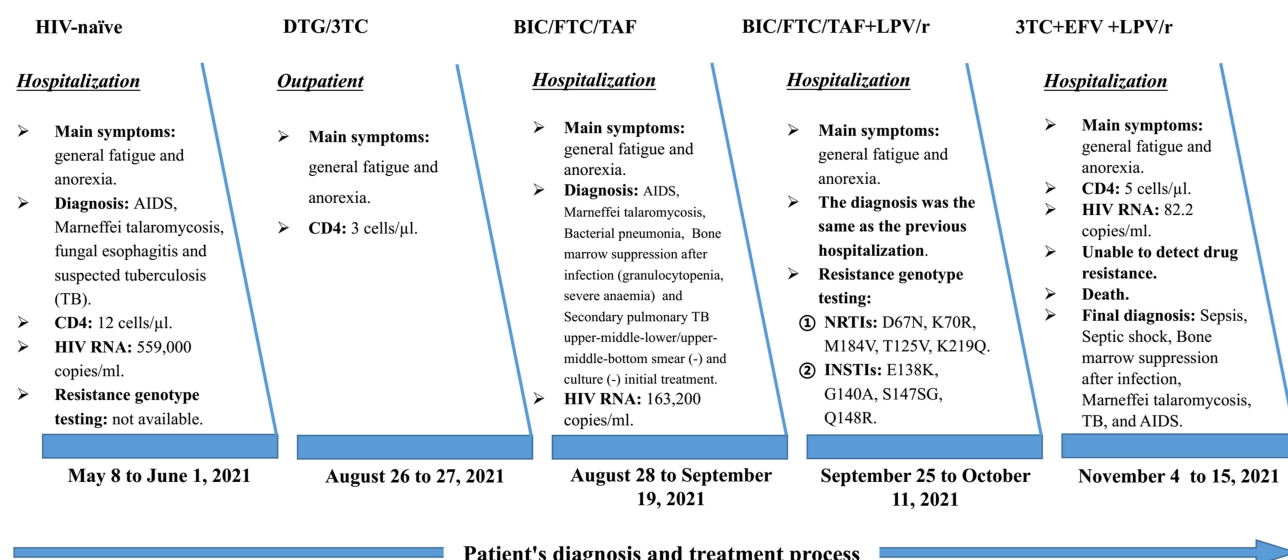 HIV-naïve
Hospitalization
➢ Main symptoms:
general fatigue and
anorexia.
➢ Diagnosis: AIDS,
Marneffei talaromycosis,
fungal esophagitis and
suspected tuberculosis
(TB).
➢ CD4: 12 cells/µl.
➢ HIV RNA: 559,000
copies/ml.
➢ Resistance genotype
testing: not available.
May 8 to June 1, 2021
DTG/3TC
Outpatient
➢ Main symptoms:
general fatigue and
anorexia.
➢ CD4: 3 cells/µl.
August 26 to 27, 2021
BIC/FTC/TAF
Hospitalization
➢ Main symptoms:
general fatigue and
anorexia.
➢ Diagnosis: AIDS,
Marneffei talaromycosis,
Bacterial pneumonia, Bone
marrow suppression after
infection (granulocytopenia,
severe anaemia) and
Secondary pulmonary TB
upper-middle-lower/upper-
middle-bottom smear (-) and
culture (-) initial treatment.
➢ HIV RNA: 163,200
copies/ml.
August 28 to September
19, 2021
BIC/FTC/TAF+LPV/r
Hospitalization
➢ Main symptoms:
general fatigue and
anorexia.
➢ The diagnosis was the
same as the previous
hospitalization.
➢ Resistance genotype
testing:
① NRTIs: D67N, K70R,
M184V, T125V, K219Q.
② INSTIs: E138K,
G140A, S147SG,
Q148R.
September 25 to October
11, 2021
3TC+EFV +LPV/r
Hospitalization
➢ Main symptoms:
general fatigue and
anorexia.
➢ CD4: 5 cells/µl.
➢ HIV RNA: 82.2
copies/ml.
➢ Unable to detect drug
resistance.
➢ Death.
➢ Final diagnosis: Sepsis,
Septic shock, Bone
marrow suppression
after infection,
Marneffei talaromycosis,
TB, and AIDS.
November 4 to 15, 2021
Patient's diagnosis and treatment process